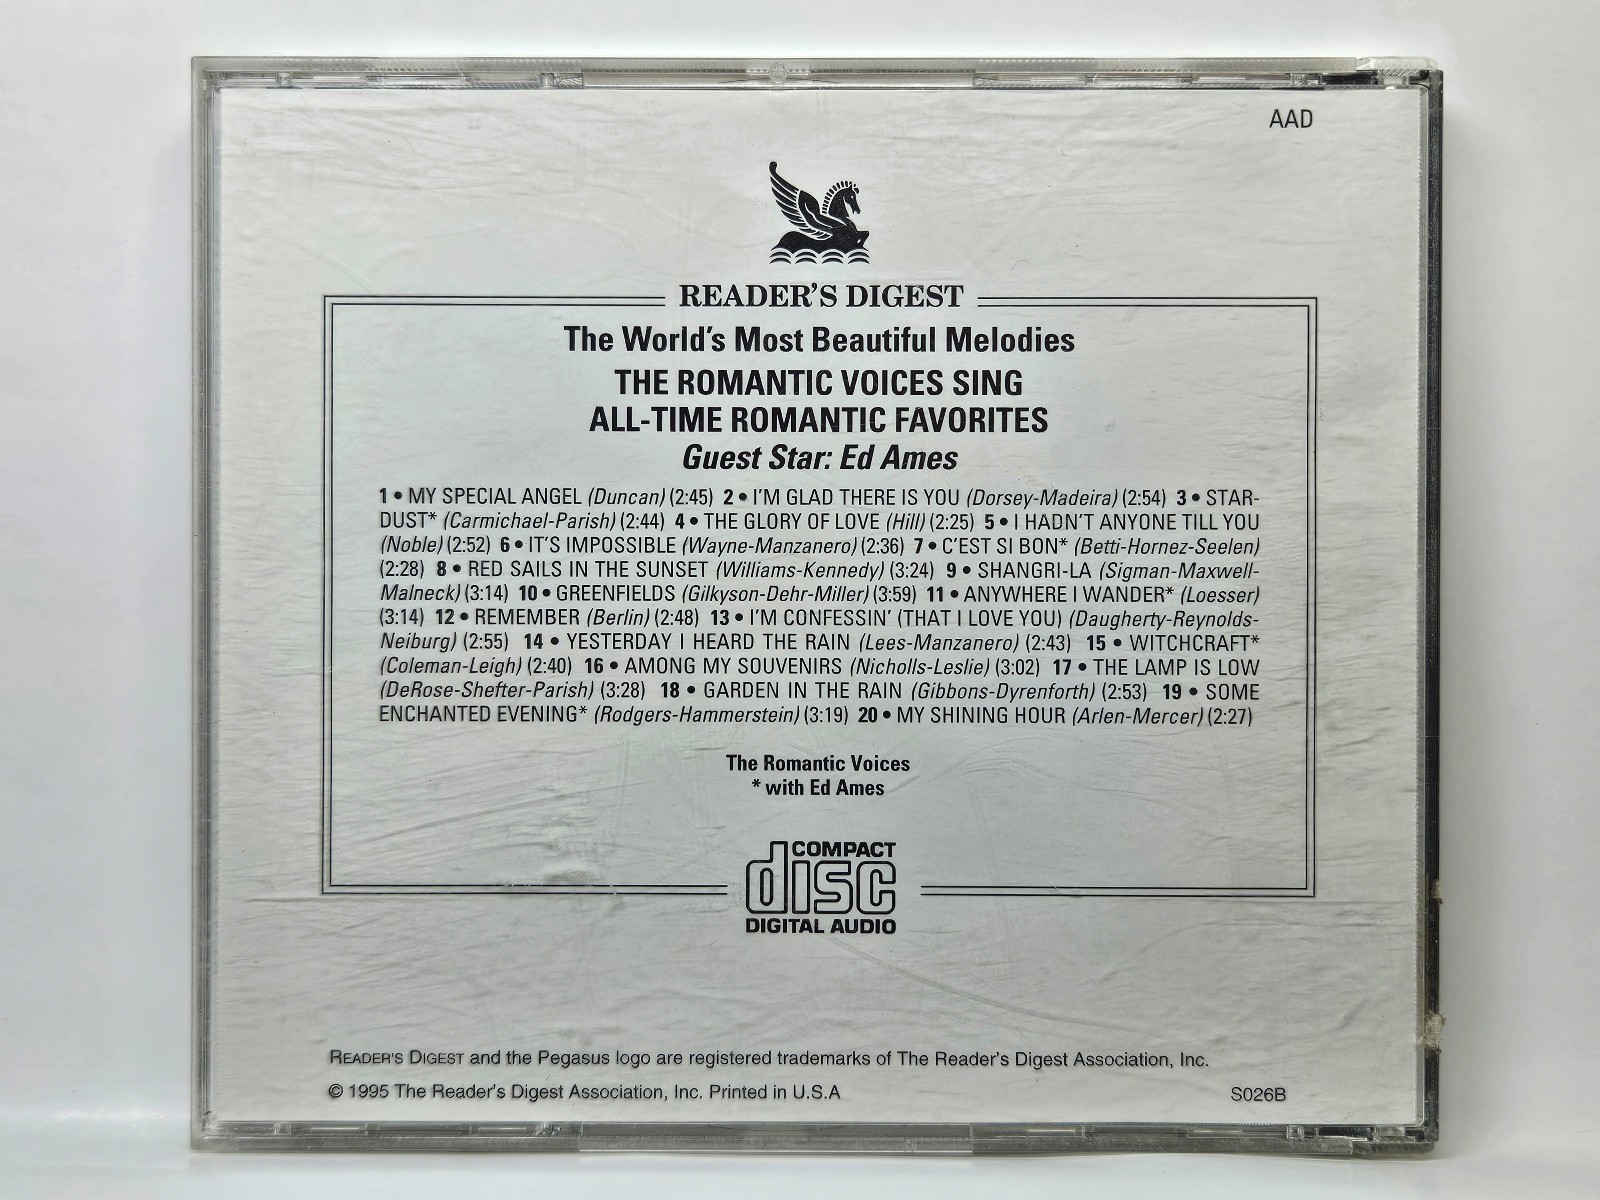 AAD
READER'S DIGEST
The World's Most Beautiful Melodies
THE ROMANTIC VOICES SING
ALL-TIME ROMANTIC FAVORITES
Guest Star: Ed Ames
1 • MY SPECIAL ANGEL (Duncan) (2:45) 2 • I'M GLAD THERE IS YOU (Dorsey-Madeira) (2:54) 3 • STAR-
DUST* (Carmichael-Parish) (2:44) 4 • THE GLORY OF LOVE (Hill) (2:25) 5 • I HADN'T ANYONE TILL YOU
(Noble) (2:52) 6 • IT'S IMPOSSIBLE (Wayne-Manzanero) (2:36) 7 • C'EST SI BON* (Betti-Hornez-Seelen)
(2:28) 8 • RED SAILS IN THE SUNSET (Williams-Kennedy) (3:24) 9 • SHANGRI-LA (Sigman-Maxwell-
Malneck) (3:14) 10 • GREENFIELDS (Gilkyson-Dehr-Miller) (3:59) 11 • ANYWHERE I WANDER* (Loesser)
(3:14) 12 • REMEMBER (Berlin) (2:48) 13 • I'M CONFESSIN' (THAT I LOVE YOU) (Daugherty-Reynolds-
Neiburg) (2:55) 14 • YESTERDAY I HEARD THE RAIN (Lees-Manzanero) (2:43) 15 • WITCHCRAFT*
(Coleman-Leigh) (2:40) 16 • AMONG MY SOUVENIRS (Nicholls-Leslie) (3:02) 17 • THE LAMP IS LOW
(DeRose-Shefter-Parish) (3:28) 18 • GARDEN IN THE RAIN (Gibbons-Dyrenforth) (2:53) 19 • SOME
ENCHANTED EVENING* (Rodgers-Hammerstein) (3:19) 20 • MY SHINING HOUR (Arlen-Mercer) (2:27)
The Romantic Voices
* with Ed Ames
COMPACT
disc
DIGITAL AUDIO
READER'S DIGEST and the Pegasus logo are registered trademarks of The Reader's Digest Association, Inc.
© 1995 The Reader's Digest Association, Inc. Printed in U.S.A
S026B